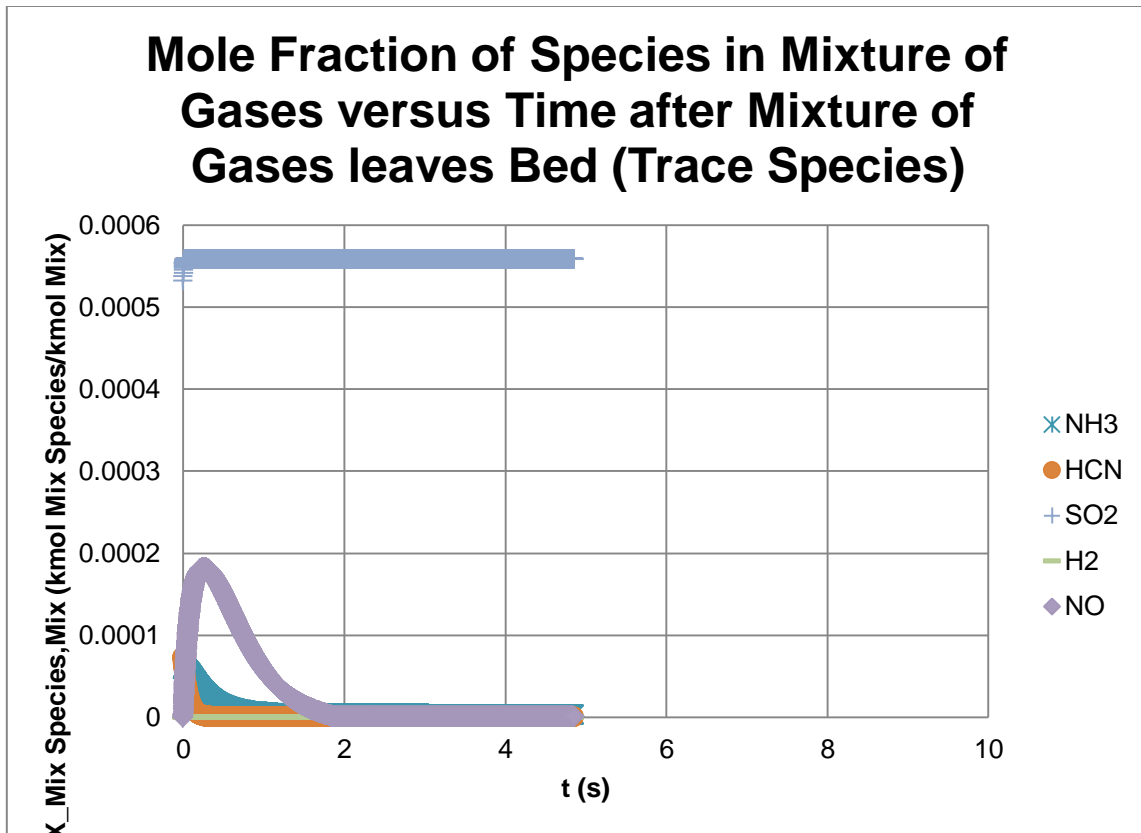 Mole Fraction of Species in Mixture of
Gases versus Time after Mixture of
Gases leaves Bed (Trace Species)
X_Mix Species,Mix (kmol Mix Species/kmol Mix)
0.0006
0.0005
0.0004
0.0003
0.0002
0.0001
0
0 2 4 6 8 10
t (s)
NH3
HCN
SO2
H2
NO